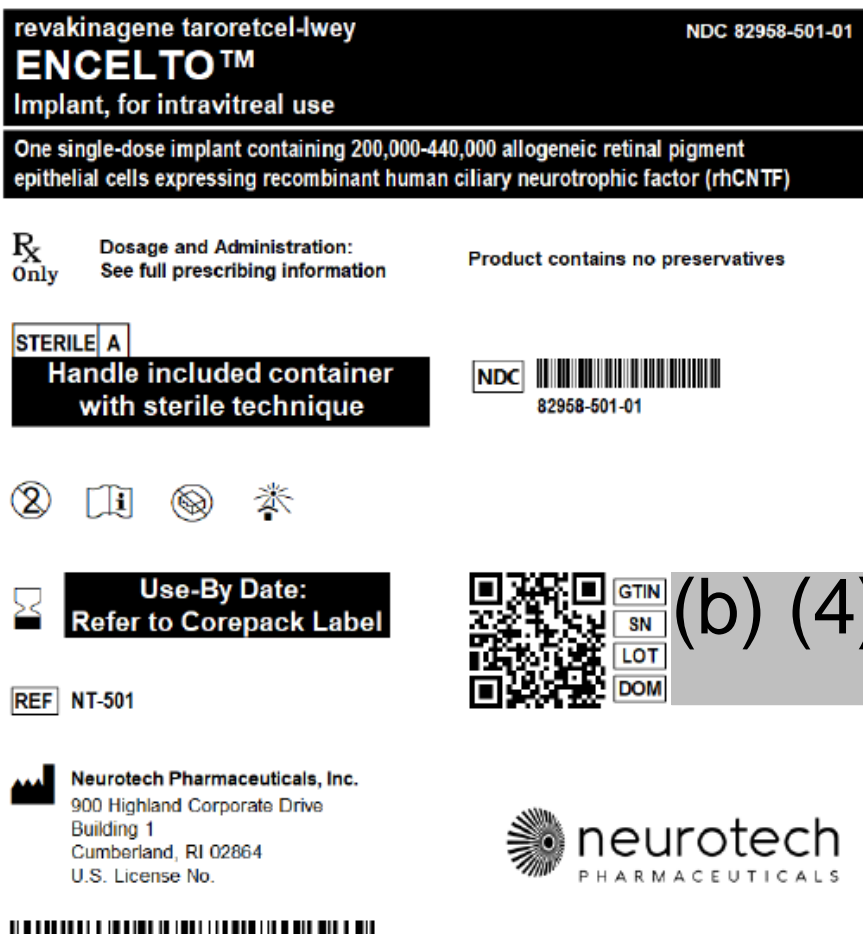 revakinagene taroretcel-lwey
NDC 82958-501-01
ENCELTO™
Implant, for intravitreal use
One single-dose implant containing 200,000-440,000 allogeneic retinal pigment
epithelial cells expressing recombinant human ciliary neurotrophic factor (rhCNTF)
Rx
Only
Dosage and Administration:
See full prescribing information
Product contains no preservatives
STERILE A
Handle included container
with sterile technique
NDC
82958-501-01
2
i
Use-By Date:
Refer to Corepack Label
GTIN
SN
LOT
DOM
(b) (4)
REF NT-501
Neurotech Pharmaceuticals, Inc.
900 Highland Corporate Drive
Building 1
Cumberland, RI 02864
U.S. License No.
neurotech
PHARMACEUTICALS